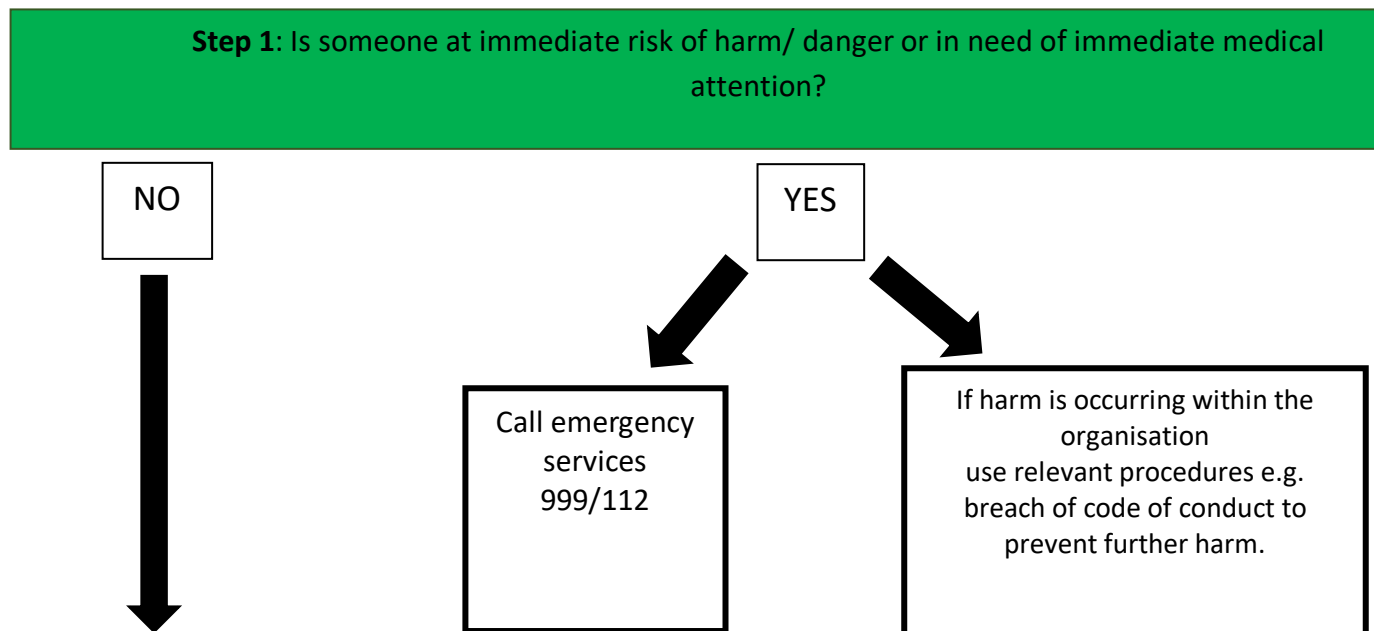 Step 1: Is someone at immediate risk of harm/ danger or in need of immediate medical
attention?
NO
YES
Call emergency
services
999/112
If harm is occurring within the
organisation
use relevant procedures e.g.
breach of code of conduct to
prevent further harm.